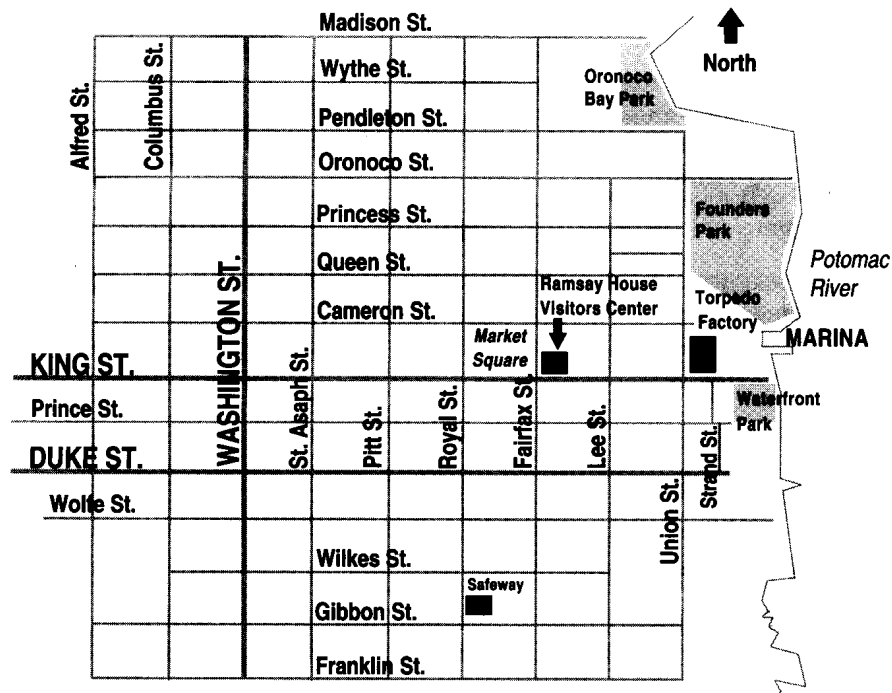 Madison St.
North
Wythe St.
Oronoco
Bay Park
Columbus St.
Alfred St.
Pendleton St.
Oronoco St.
Princess St.
Founders
Park
Queen St.
Potomac
River
Ramsay House
Visitors Center
Cameron St.
Torpedo
Factory
WASHINGTON ST.
Market
Square
MARINA
KING ST.
St. Asaph St.
Pitt St.
Royal St.
Fairfax St.
Lee St.
Prince St.
Waterfront
Park
DUKE ST.
Strand St.
Union St.
Wolfe St.
Wilkes St.
Safeway
Gibbon St.
Franklin St.